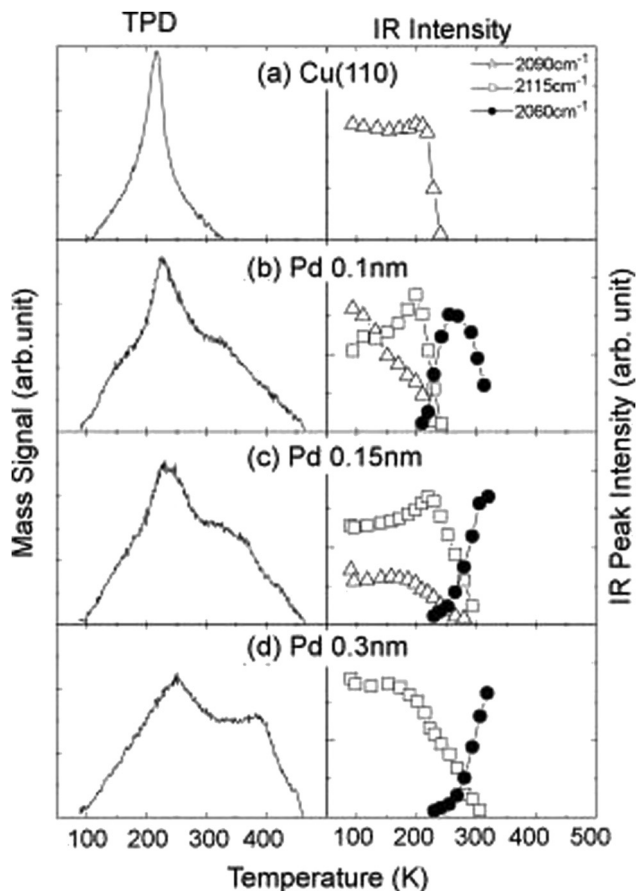 TPD
IR Intensity
(a) Cu(110)
2090cm⁻¹
2115cm⁻¹
2060cm⁻¹
(b) Pd 0.1nm
(c) Pd 0.15nm
(d) Pd 0.3nm
Mass Signal (arb.unit)
IR Peak Intensity (arb. unit)
100 200 300 400 100 200 300 400 500
Temperature (K)